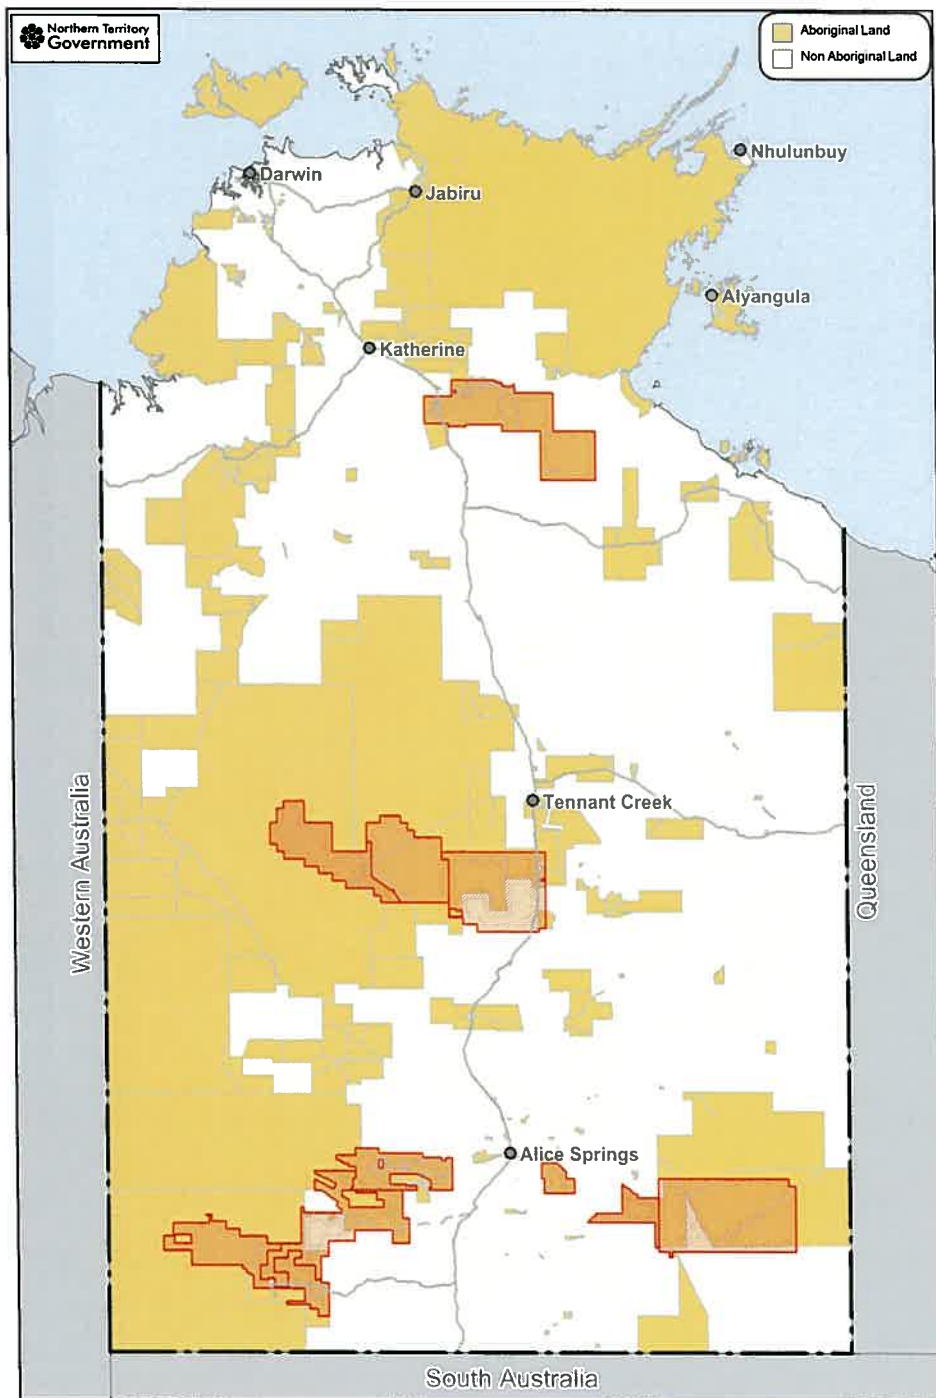 Northern Territory
Government
Aboriginal Land
Non Aboriginal Land
Nhulunbuy
Darwin
Jabiru
Alyangula
Katherine
Tennant Creek
Western Australia
Queensland
Alice Springs
South Australia